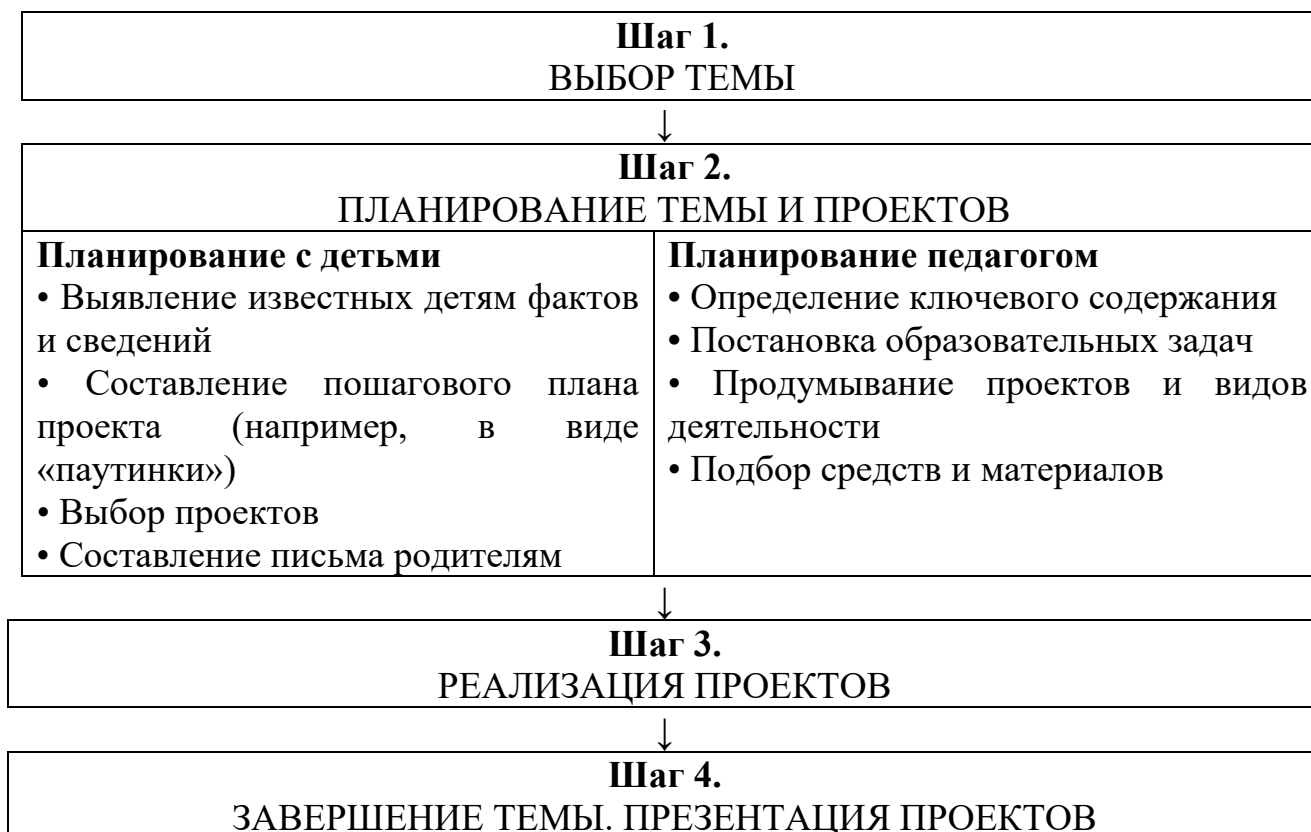 Шаг 1.
ВЫБОР ТЕМЫ
↓
Шаг 2.
ПЛАНИРОВАНИЕ ТЕМЫ И ПРОЕКТОВ
Планирование с детьми
• Выявление известных детям фактов
и сведений
• Составление пошагового плана
проекта (например, в виде
«паутинки»)
• Выбор проектов
• Составление письма родителям
Планирование педагогом
• Определение ключевого содержания
• Постановка образовательных задач
• Продумывание проектов и видов
деятельности
• Подбор средств и материалов
↓
Шаг 3.
РЕАЛИЗАЦИЯ ПРОЕКТОВ
↓
Шаг 4.
ЗАВЕРШЕНИЕ ТЕМЫ. ПРЕЗЕНТАЦИЯ ПРОЕКТОВ